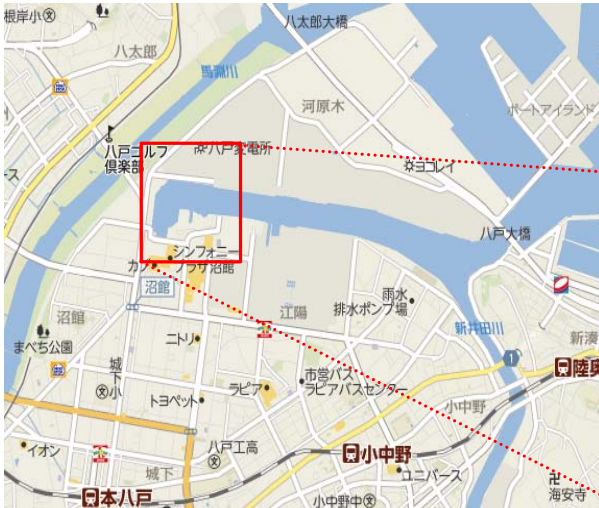 根岸小
八太郎大橋
八太郎
馬淵川
河原木
ポートアイランド
八戸ゴルフ
倶楽部
八戸変電所
ヨコレイ
ース
八戸大橋
シンフォニー
プラザ沼館
カブ
沼館
沼館
江陽
雨水
排水ポンプ場
新井田川
新湊
まべち公園
ニトリ
1
陸奥
城下小
市営バス
ラピアバスセンター
ラピア
トヨペット
小中野
イオン
八戸工高
小中野
ユニバース
城下
海安寺
本八戸
小中野中